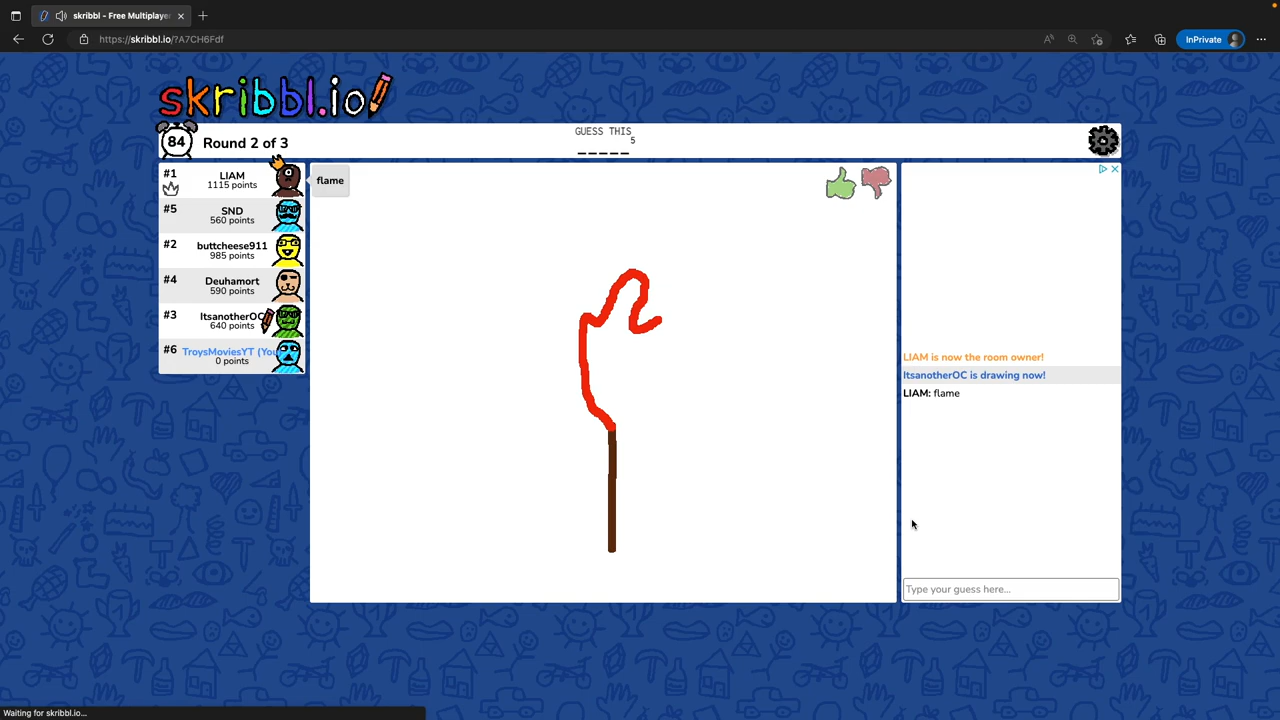 skribbl - Free Multiplaye
https://skribbl.io/?A7CH6Fdf
InPrivate
skribbl.io
84
Round 2 of 3
GUESS THIS
5
_____
#1
LIAM
1115 points
flame
#5
SND
560 points
#2
buttcheese911
985 points
#4
Deuhamort
590 points
#3
ItsanotherOC
640 points
#6
TroysMoviesYT (You
0 points
LIAM is now the room owner!
ItsanotherOC is drawing now!
LIAM: flame
Type your guess here...
Waiting for skribbl.io...